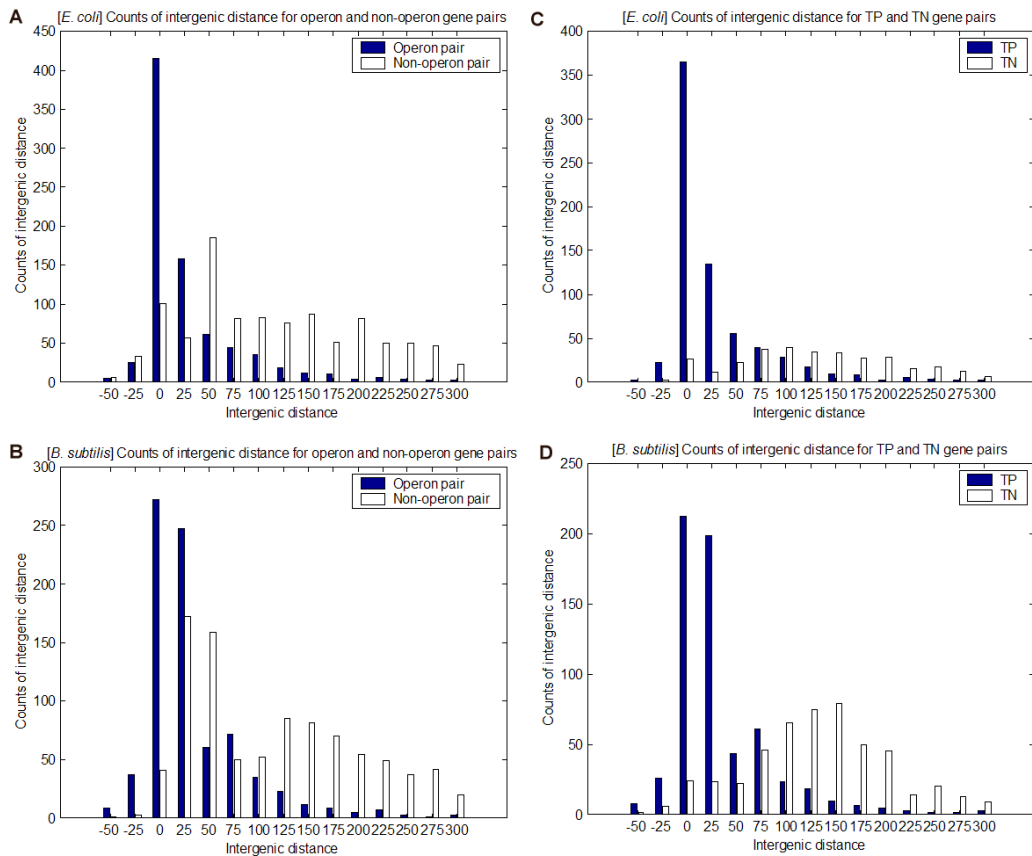 A
[E. coli] Counts of intergenic distance for operon and non-operon gene pairs
450
400
350
300
250
200
150
100
50
0
Counts of intergenic distance
Operon pair
Non-operon pair
-50 -25 0 25 50 75 100 125 150 175 200 225 250 275 300
Intergenic distance
B
[B. subtilis] Counts of intergenic distance for operon and non-operon gene pairs
300
250
200
150
100
50
0
Counts of intergenic distance
Operon pair
Non-operon pair
-50 -25 0 25 50 75 100 125 150 175 200 225 250 275 300
Intergenic distance
C
[E. coli] Counts of intergenic distance for TP and TN gene pairs
400
350
300
250
200
150
100
50
0
Counts of intergenic distance
TP
TN
-50 -25 0 25 50 75 100 125 150 175 200 225 250 275 300
Intergenic distance
D
[B. subtilis] Counts of intergenic distance for TP and TN gene pairs
250
200
150
100
50
0
Counts of intergenic distance
TP
TN
-50 -25 0 25 50 75 100 125 150 175 200 225 250 275 300
Intergenic distance